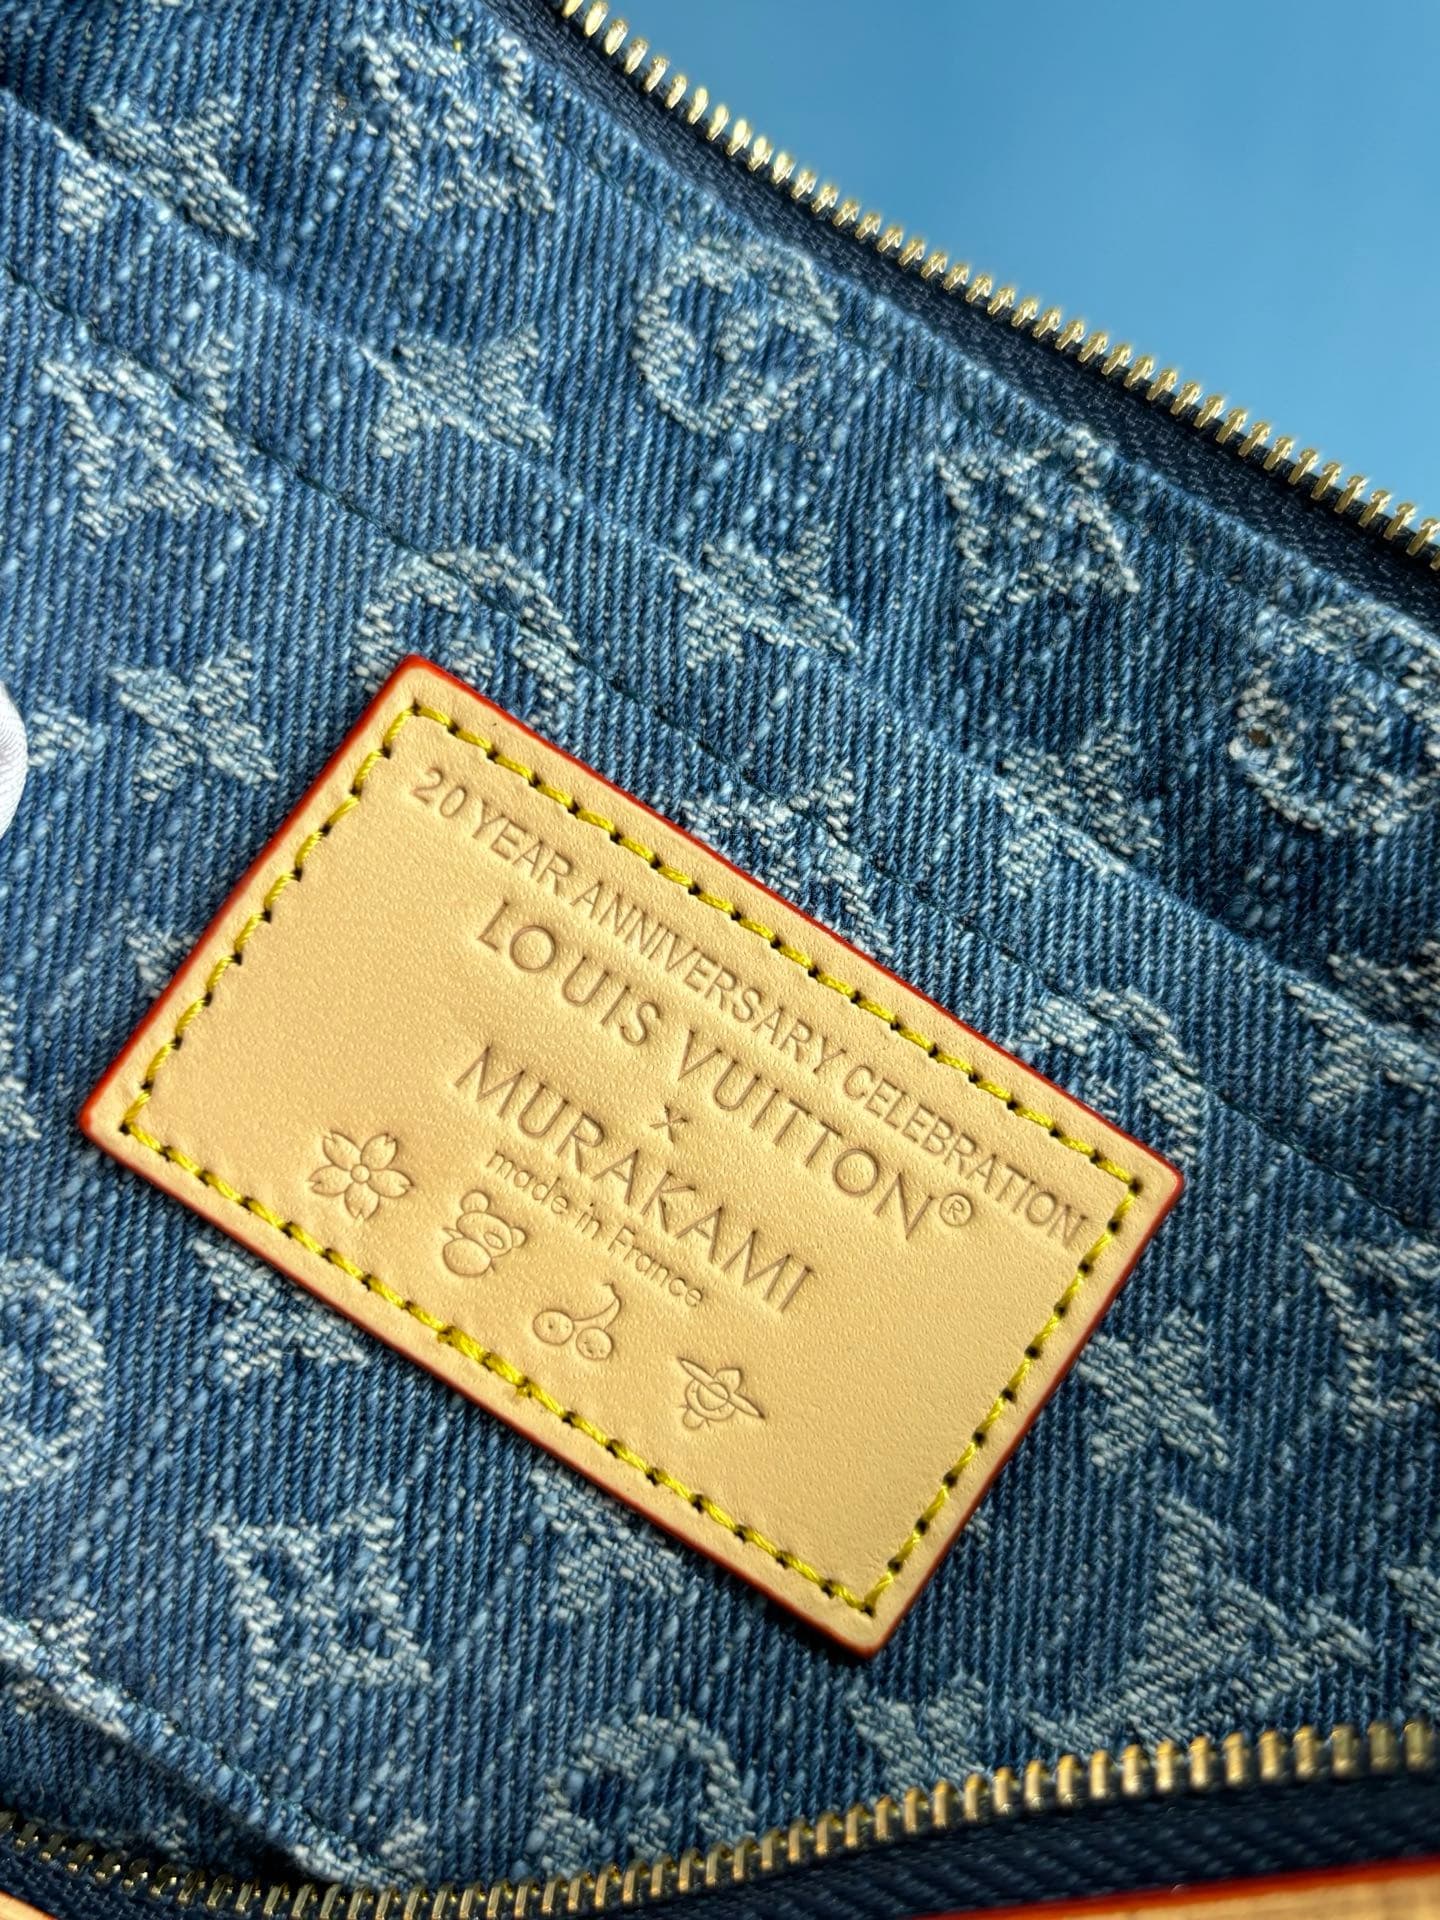 20 YEAR ANNIVERSARY CELEBRATION
LOUIS VUITTON®
x
MURAKAMI
made in France